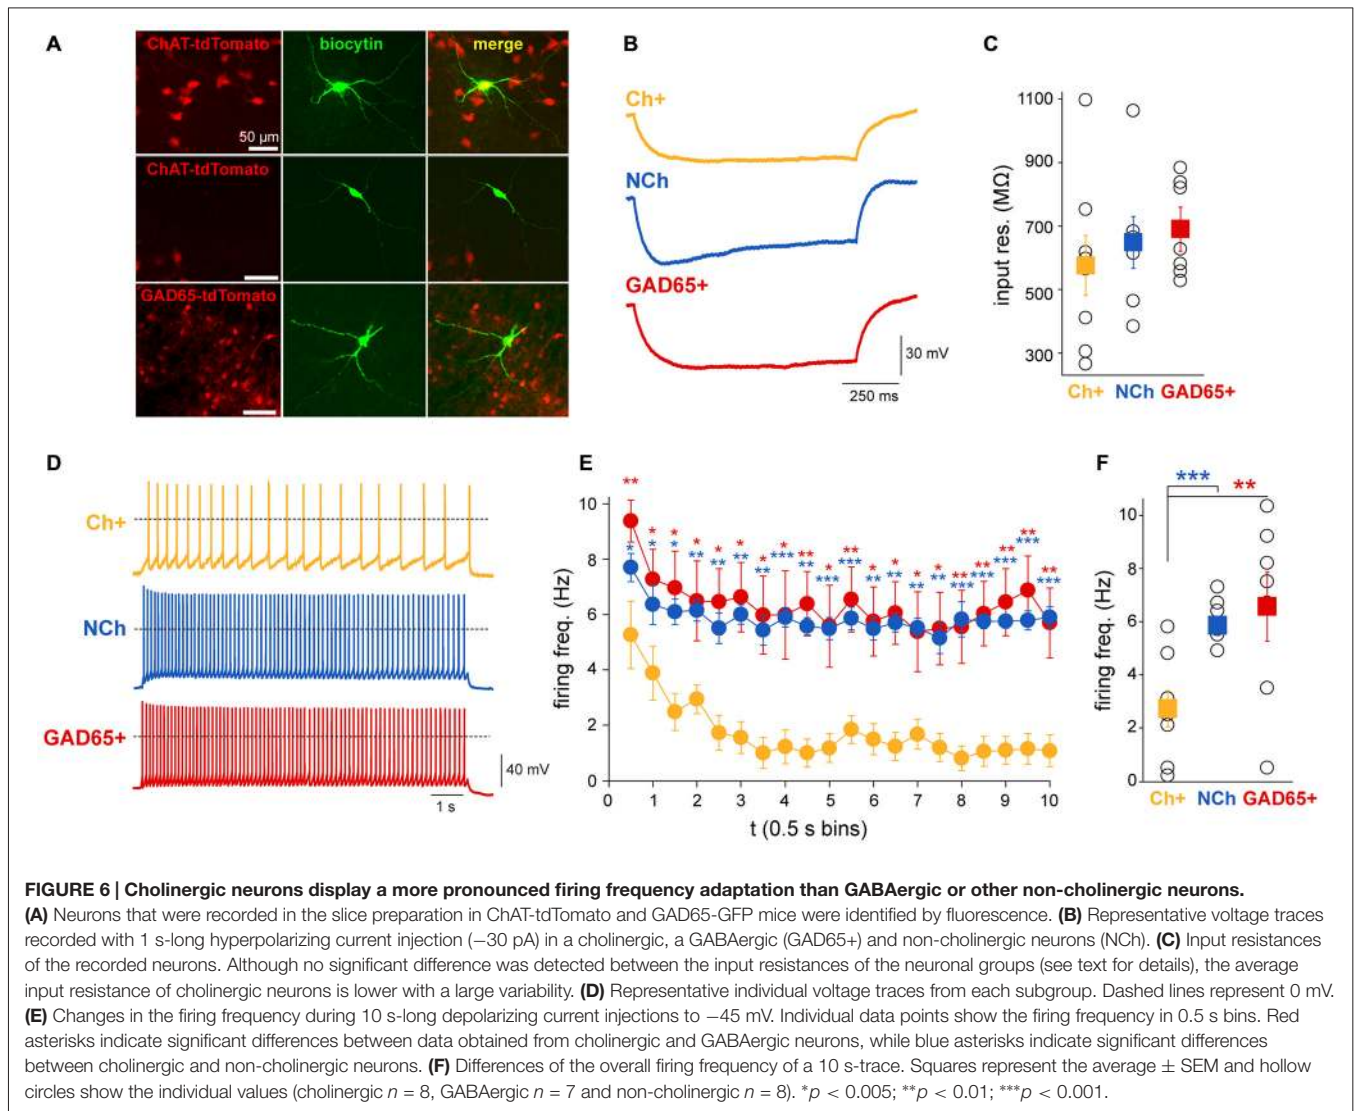 A
ChAT-tdTomato
biocytin
merge
50 µm
ChAT-tdTomato
GAD65-tdTomato
B
Ch+
NCh
GAD65+
30 mV
250 ms
C
input res. (MΩ)
1100
900
700
500
300
Ch+ NCh GAD65+
D
Ch+
NCh
GAD65+
40 mV
1 s
E
firing freq. (Hz)
10
8
6
4
2
0
0 1 2 3 4 5 6 7 8 9 10
t (0.5 s bins)
** * * * * * * * ** * ** * * * * ** * ** ** **
* * * ** ** ** ** *** ** *** *** ** ** ** ** *** *** *** *** ***
F
*** **
firing freq. (Hz)
10
8
6
4
2
0
Ch+ NCh GAD65+
FIGURE 6 | Cholinergic neurons display a more pronounced firing frequency adaptation than GABAergic or other non-cholinergic neurons.
(A) Neurons that were recorded in the slice preparation in ChAT-tdTomato and GAD65-GFP mice were identified by fluorescence. (B) Representative voltage traces
recorded with 1 s-long hyperpolarizing current injection (−30 pA) in a cholinergic, a GABAergic (GAD65+) and non-cholinergic neurons (NCh). (C) Input resistances
of the recorded neurons. Although no significant difference was detected between the input resistances of the neuronal groups (see text for details), the average
input resistance of cholinergic neurons is lower with a large variability. (D) Representative individual voltage traces from each subgroup. Dashed lines represent 0 mV.
(E) Changes in the firing frequency during 10 s-long depolarizing current injections to −45 mV. Individual data points show the firing frequency in 0.5 s bins. Red
asterisks indicate significant differences between data obtained from cholinergic and GABAergic neurons, while blue asterisks indicate significant differences
between cholinergic and non-cholinergic neurons. (F) Differences of the overall firing frequency of a 10 s-trace. Squares represent the average ± SEM and hollow
circles show the individual values (cholinergic n = 8, GABAergic n = 7 and non-cholinergic n = 8). *p < 0.005; **p < 0.01; ***p < 0.001.